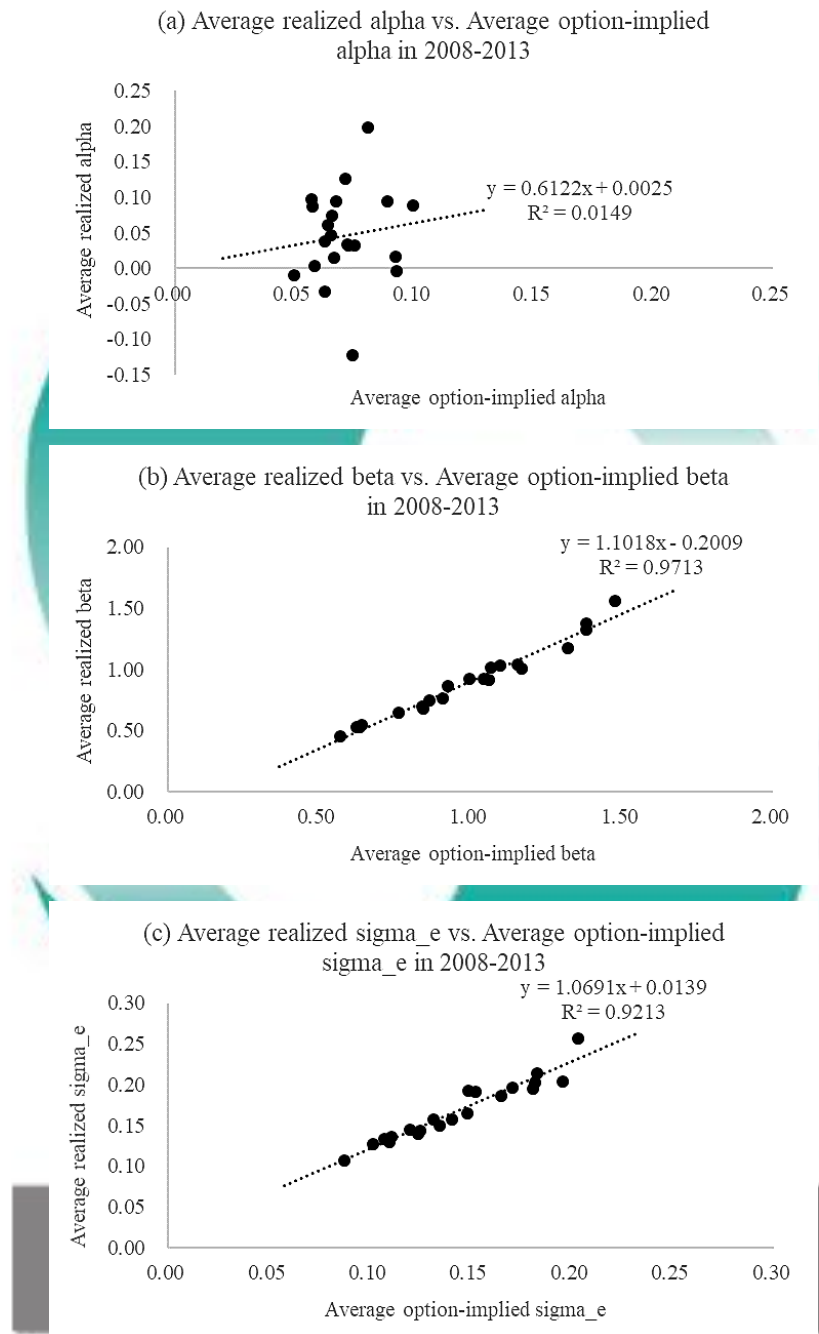 (a) Average realized alpha vs. Average option-implied
alpha in 2008-2013
0.25
0.20
0.15
0.10
0.05
0.00
-0.05
-0.10
-0.15
Average realized alpha
y = 0.6122x + 0.0025
R² = 0.0149
0.00 0.05 0.10 0.15 0.20 0.25
Average option-implied alpha
(b) Average realized beta vs. Average option-implied beta
in 2008-2013
2.00
1.50
1.00
0.50
0.00
Average realized beta
y = 1.1018x - 0.2009
R² = 0.9713
0.00 0.50 1.00 1.50 2.00
Average option-implied beta
(c) Average realized sigma_e vs. Average option-implied
sigma_e in 2008-2013
0.30
0.25
0.20
0.15
0.10
0.05
0.00
Average realized sigma_e
y = 1.0691x + 0.0139
R² = 0.9213
0.00 0.05 0.10 0.15 0.20 0.25 0.30
Average option-implied sigma_e